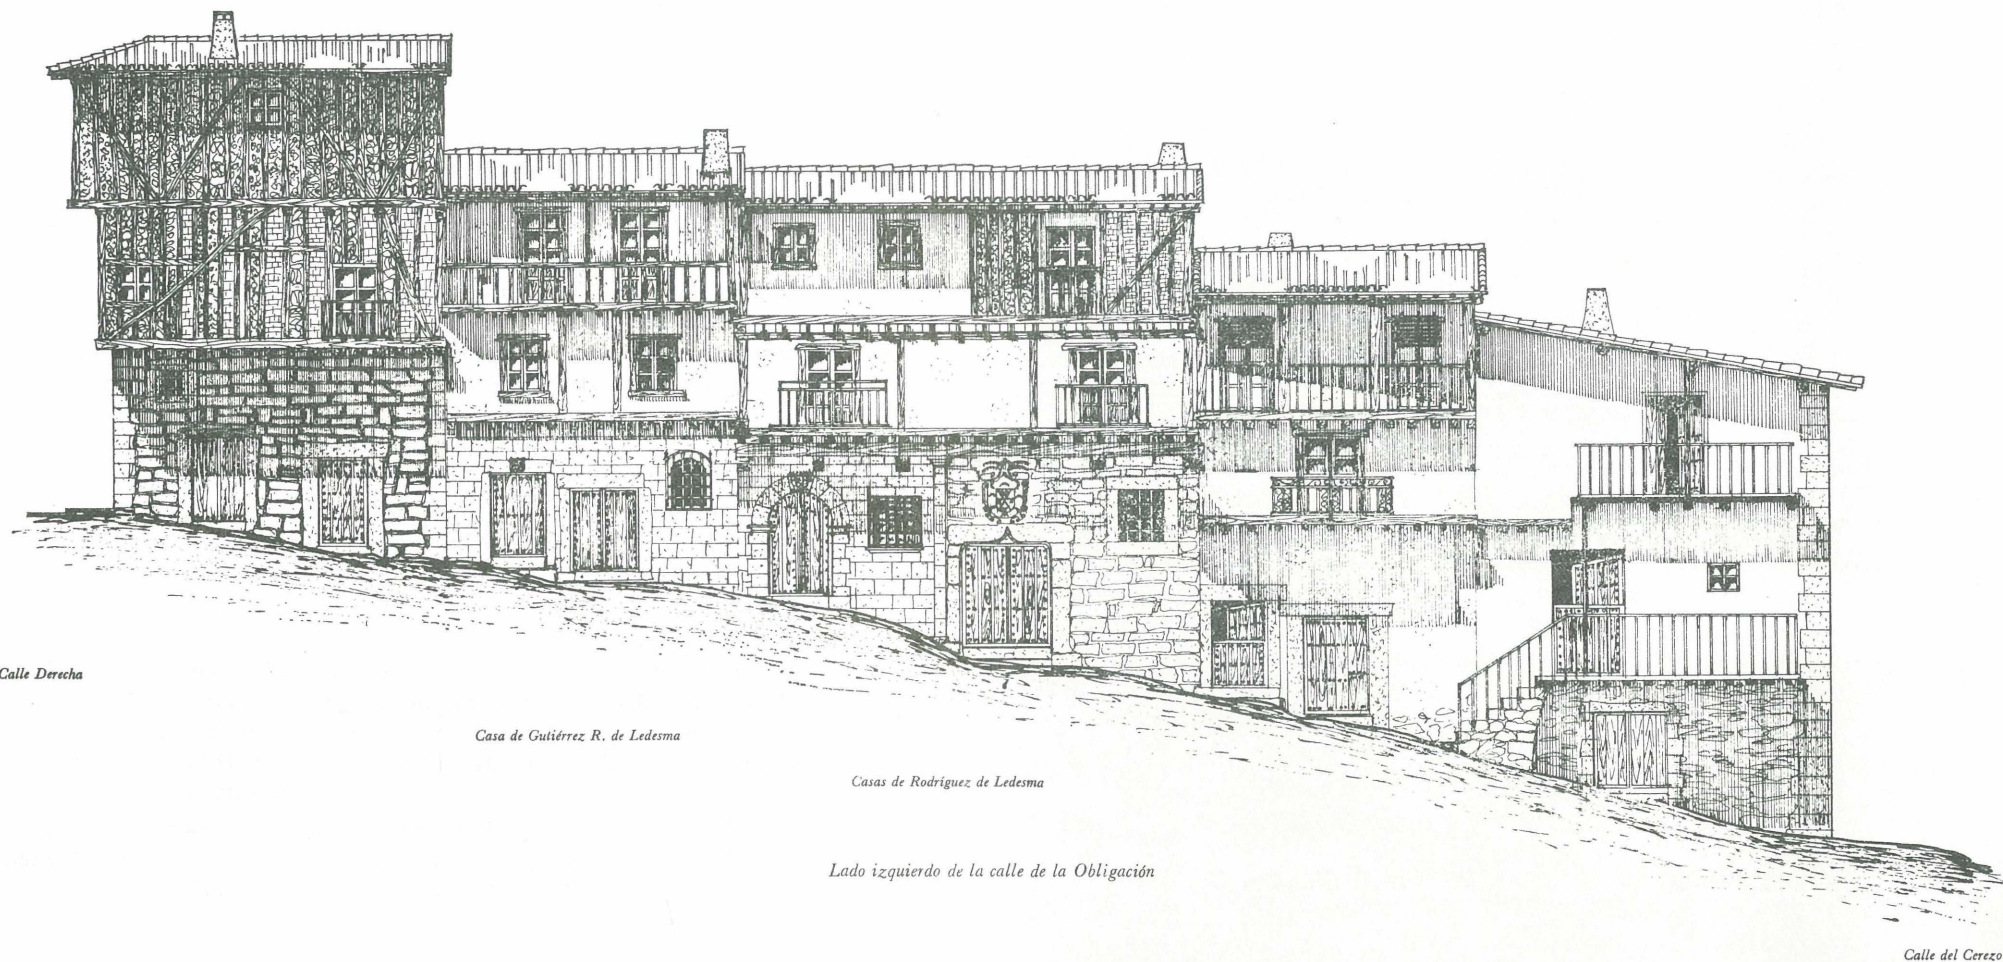 Calle Derecha
Casa de Gutiérrez R. de Ledesma
Casas de Rodríguez de Ledesma
Lado izquierdo de la calle de la Obligación
Calle del Cerezo